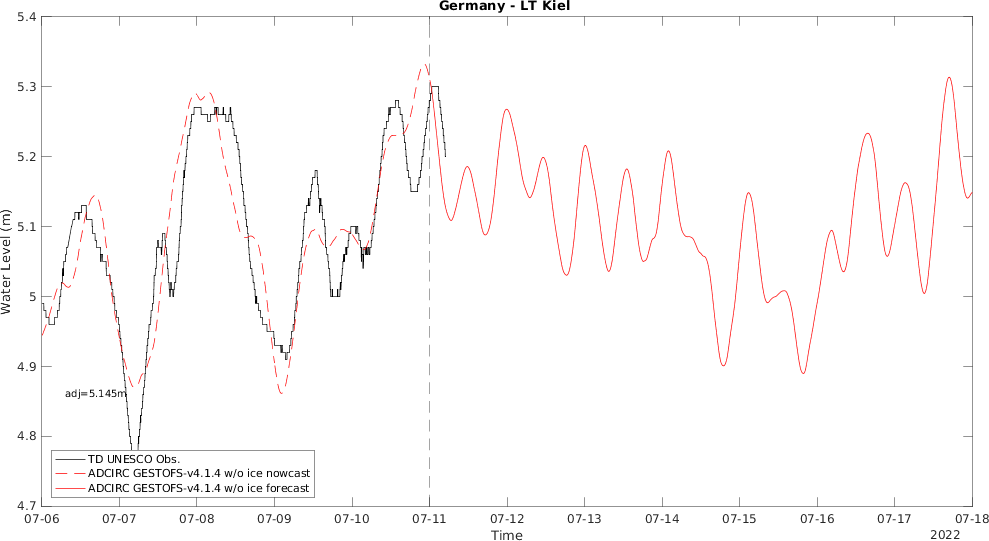 Germany - LT Kiel
5.4
5.3
5.2
5.1
5
4.9
4.8
4.7
Water Level (m)
adj=5.145m
TD UNESCO Obs.
ADCIRC GESTOFS-v4.1.4 w/o ice nowcast
ADCIRC GESTOFS-v4.1.4 w/o ice forecast
07-06 07-07 07-08 07-09 07-10 07-11 07-12 07-13 07-14 07-15 07-16 07-17 07-18
Time
2022